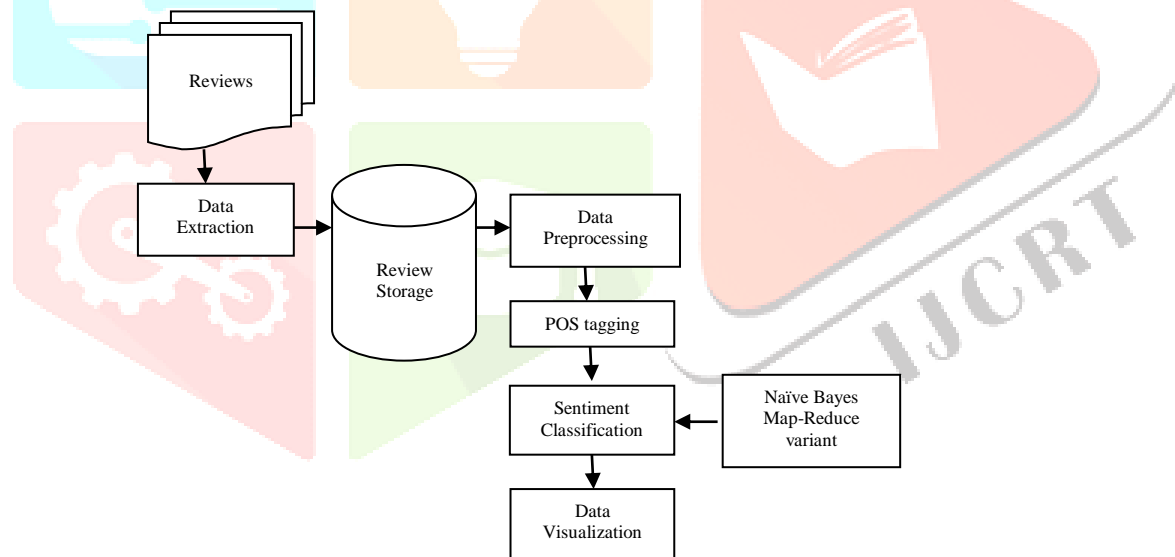 Reviews
Data
Extraction
Review
Storage
Data
Preprocessing
POS tagging
Sentiment
Classification
Naïve Bayes
Map-Reduce
variant
Data
Visualization
IJCRT